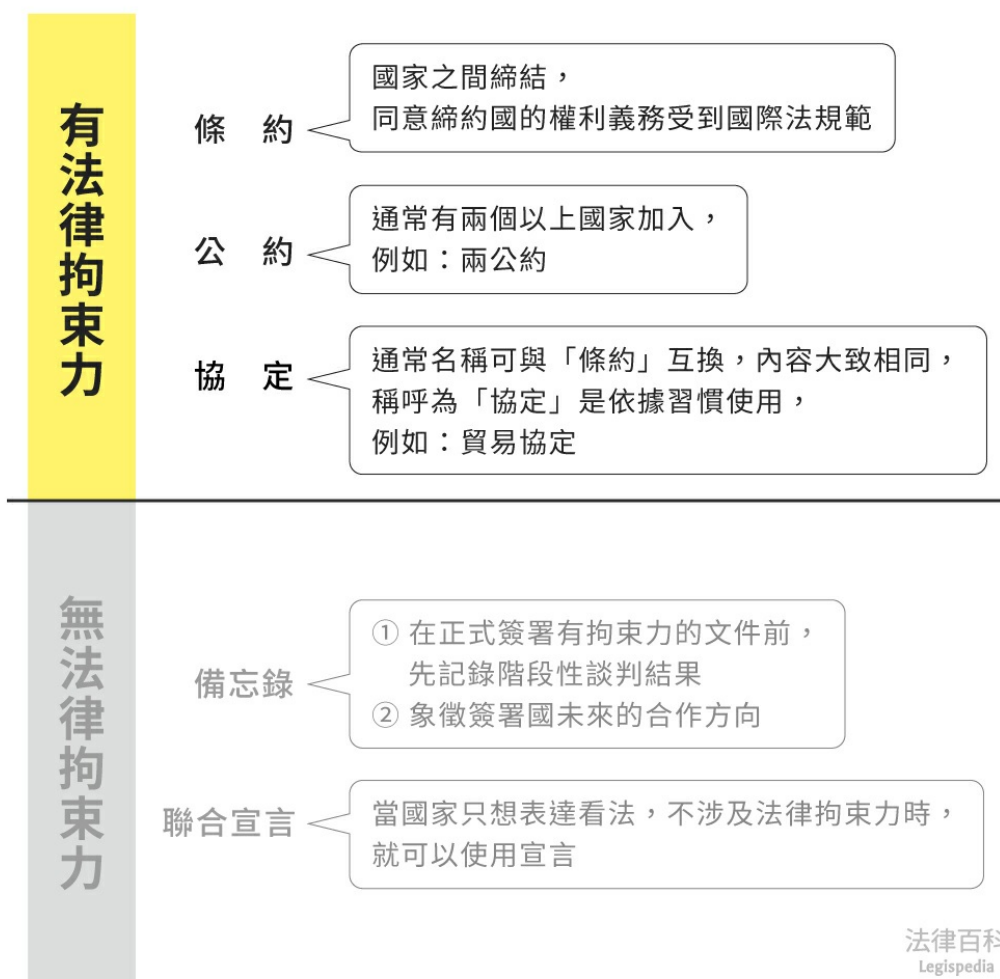 有法律拘束力
條　約
國家之間締結，
同意締約國的權利義務受到國際法規範
公　約
通常有兩個以上國家加入，
例如：兩公約
協　定
通常名稱可與「條約」互換，內容大致相同，
稱呼為「協定」是依據習慣使用，
例如：貿易協定
無法律拘束力
備忘錄
① 在正式簽署有拘束力的文件前，
先記錄階段性談判結果
② 象徵簽署國未來的合作方向
聯合宣言
當國家只想表達看法，不涉及法律拘束力時，
就可以使用宣言
法律百科
Legispedia